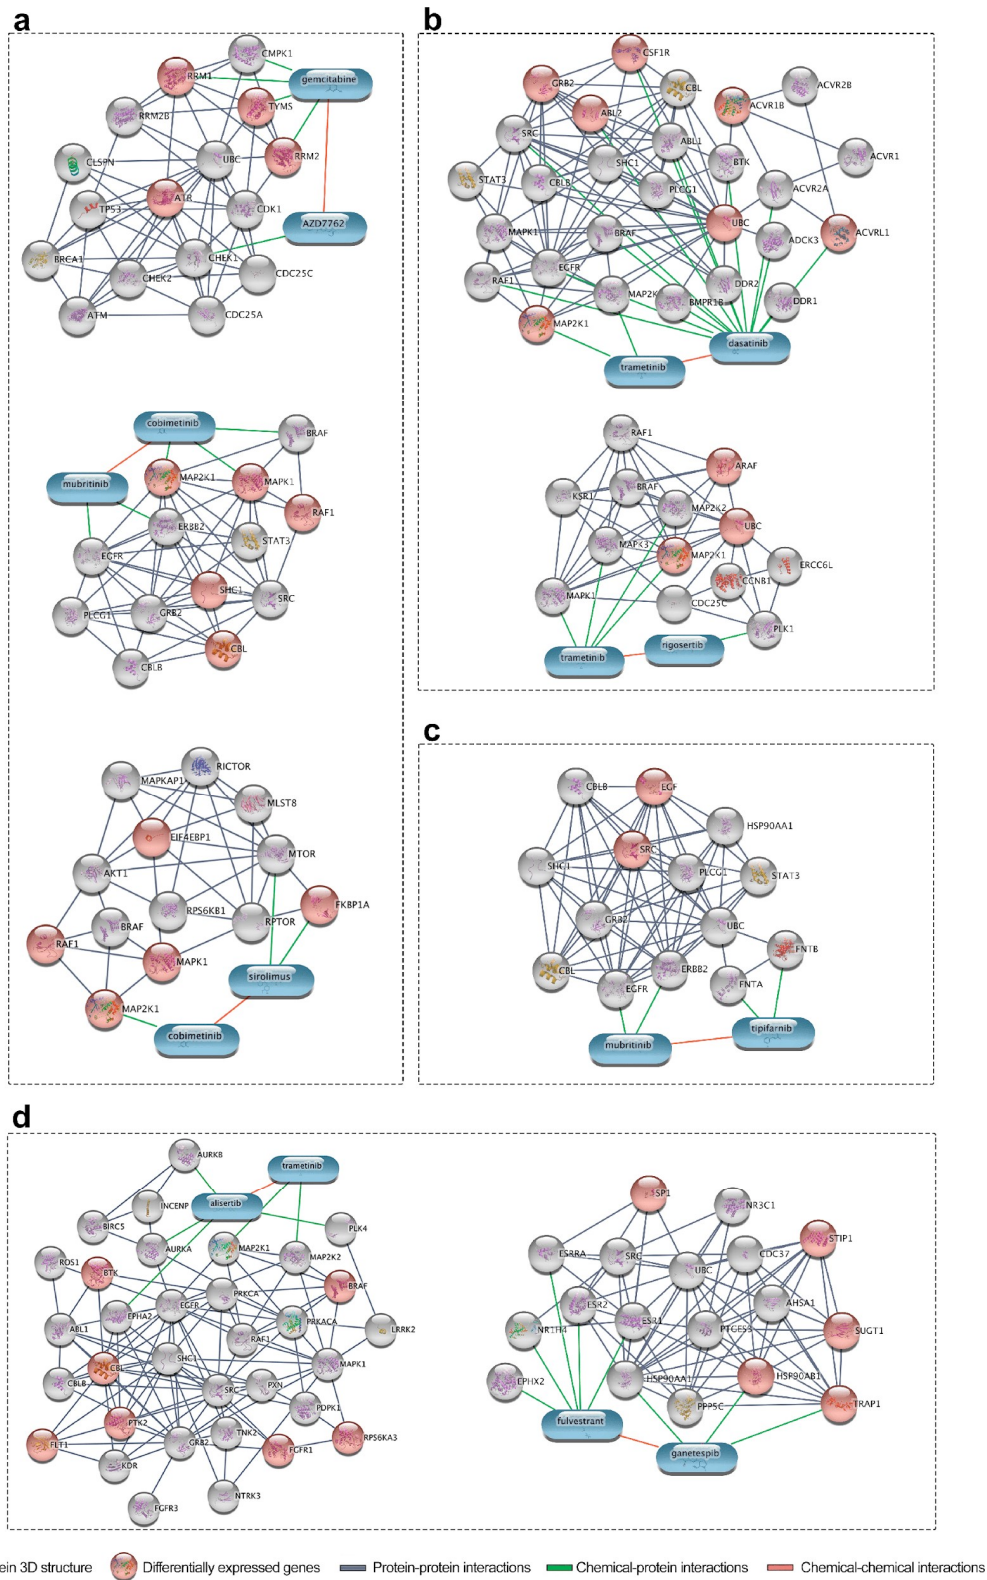 a
CMPK1
RRM1
gemcitabine
TYMS
RRM2B
UBC
RRM2
CLSPN
ATR
TP53
CDK1
AZD7762
BRCA1
CHEK1
CHEK2
CDC25C
ATM
CDC25A
cobimetinib
BRAF
mubritinib
MAP2K1
MAPK1
RAF1
ERBB2
STAT3
EGFR
SHC1
SRC
PLCG1
GRB2
CBL
CBLB
RICTOR
MAPKAP1
MLST8
EIF4EBP1
MTOR
AKT1
RPS6KB1
FKBP1A
BRAF
RPTOR
RAF1
MAPK1
sirolimus
MAP2K1
cobimetinib
b
CSF1R
GRB2
CBL
ACVR2B
ABL2
ACVR1B
SRC
ABL1
SHC1
BTK
ACVR1
STAT3
CBLB
PLCG1
ACVR2A
MAPK1
BRAF
UBC
ADCK3
ACVRL1
RAF1
EGFR
MAP2K
DDR2
BMPR1B
DDR1
MAP2K1
dasatinib
trametinib
RAF1
ARAF
KSR1
BRAF
MAP2K2
UBC
MAPK3
MAP2K1
ERCC6L
CCNB1
MAPK1
CDC25C
PLK1
trametinib
rigosertib
c
CBLB
EGF
HSP90AA1
SRC
SHC1
PLCG1
STAT3
GRB2
UBC
FNTB
CBL
ERBB2
EGFR
FNTA
mubritinib
tipifarnib
d
AURKB
trametinib
alisertib
INCENP
BIRC5
PLK4
AURKA
MAP2K1
MAP2K2
ROS1
BTK
BRAF
PRKCA
EPHA2
EGFR
PRKACA
ABL1
RAF1
LRRK2
SHC1
MAPK1
CBL
CBLB
SRC
PXN
PTK2
PDPK1
TNK2
FLT1
GRB2
FGFR1
RPS6KA3
KDR
NTRK3
FGFR3
SP1
NR3C1
STIP1
ESRRA
SRC
CDC37
UBC
ESR2
AHSA1
NR1H4
ESR1
PTGES3
SUGT1
EPHX2
HSP90AA1
HSP90AB1
PPP5C
TRAP1
fulvestrant
ganetespib
ein 3D structure Differentially expressed genes Protein-protein interactions Chemical-protein interactions Chemical-chemical interactions